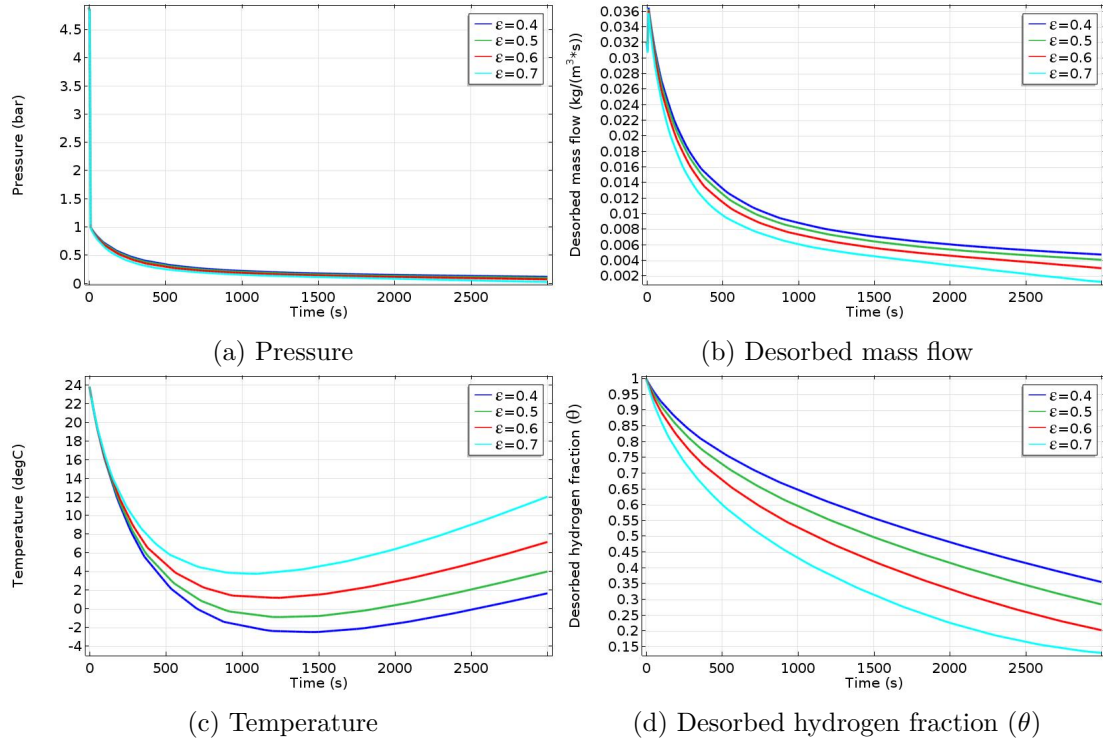 4.5
4
3.5
3
2.5
2
1.5
1
0.5
0
Pressure (bar)
0 500 1000 1500 2000 2500
Time (s)
ε=0.4
ε=0.5
ε=0.6
ε=0.7
(a) Pressure
0.036
0.034
0.032
0.03
0.028
0.026
0.024
0.022
0.02
0.018
0.016
0.014
0.012
0.01
0.008
0.006
0.004
0.002
Desorbed mass flow (kg/(m³*s))
0 500 1000 1500 2000 2500
Time (s)
ε=0.4
ε=0.5
ε=0.6
ε=0.7
(b) Desorbed mass flow
24
22
20
18
16
14
12
10
8
6
4
2
0
-2
-4
Temperature (degC)
0 500 1000 1500 2000 2500
Time (s)
ε=0.4
ε=0.5
ε=0.6
ε=0.7
(c) Temperature
1
0.95
0.9
0.85
0.8
0.75
0.7
0.65
0.6
0.55
0.5
0.45
0.4
0.35
0.3
0.25
0.2
0.15
Desorbed hydrogen fraction (θ)
0 500 1000 1500 2000 2500
Time (s)
ε=0.4
ε=0.5
ε=0.6
ε=0.7
(d) Desorbed hydrogen fraction (θ)